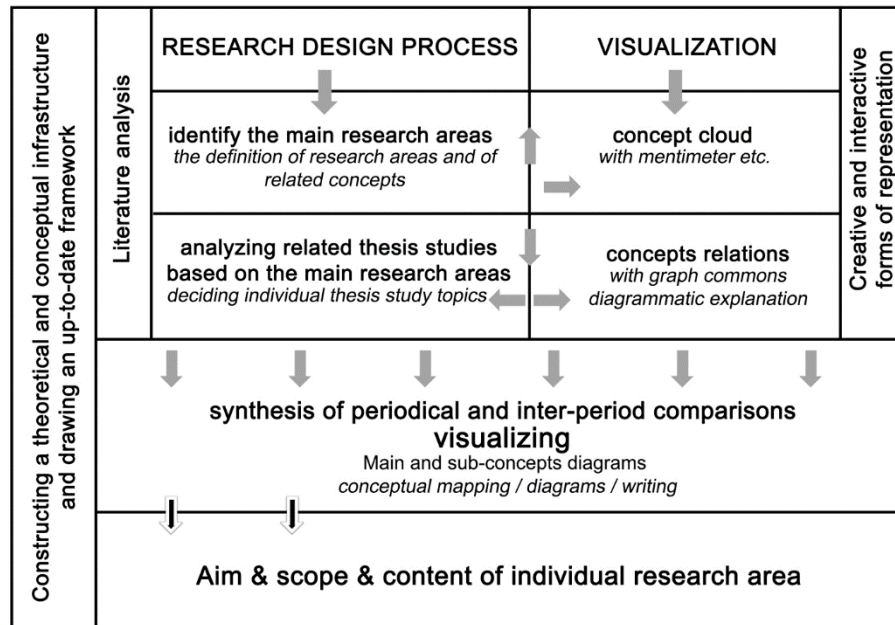 Constructing a theoretical and conceptual infrastructure
and drawing an up-to-date framework
Literature analysis
RESEARCH DESIGN PROCESS
VISUALIZATION
identify the main research areas
the definition of research areas and of
related concepts
concept cloud
with mentimeter etc.
analyzing related thesis studies
based on the main research areas
deciding individual thesis study topics
concepts relations
with graph commons
diagrammatic explanation
Creative and interactive
forms of representation
synthesis of periodical and inter-period comparisons
visualizing
Main and sub-concepts diagrams
conceptual mapping / diagrams / writing
Aim & scope & content of individual research area